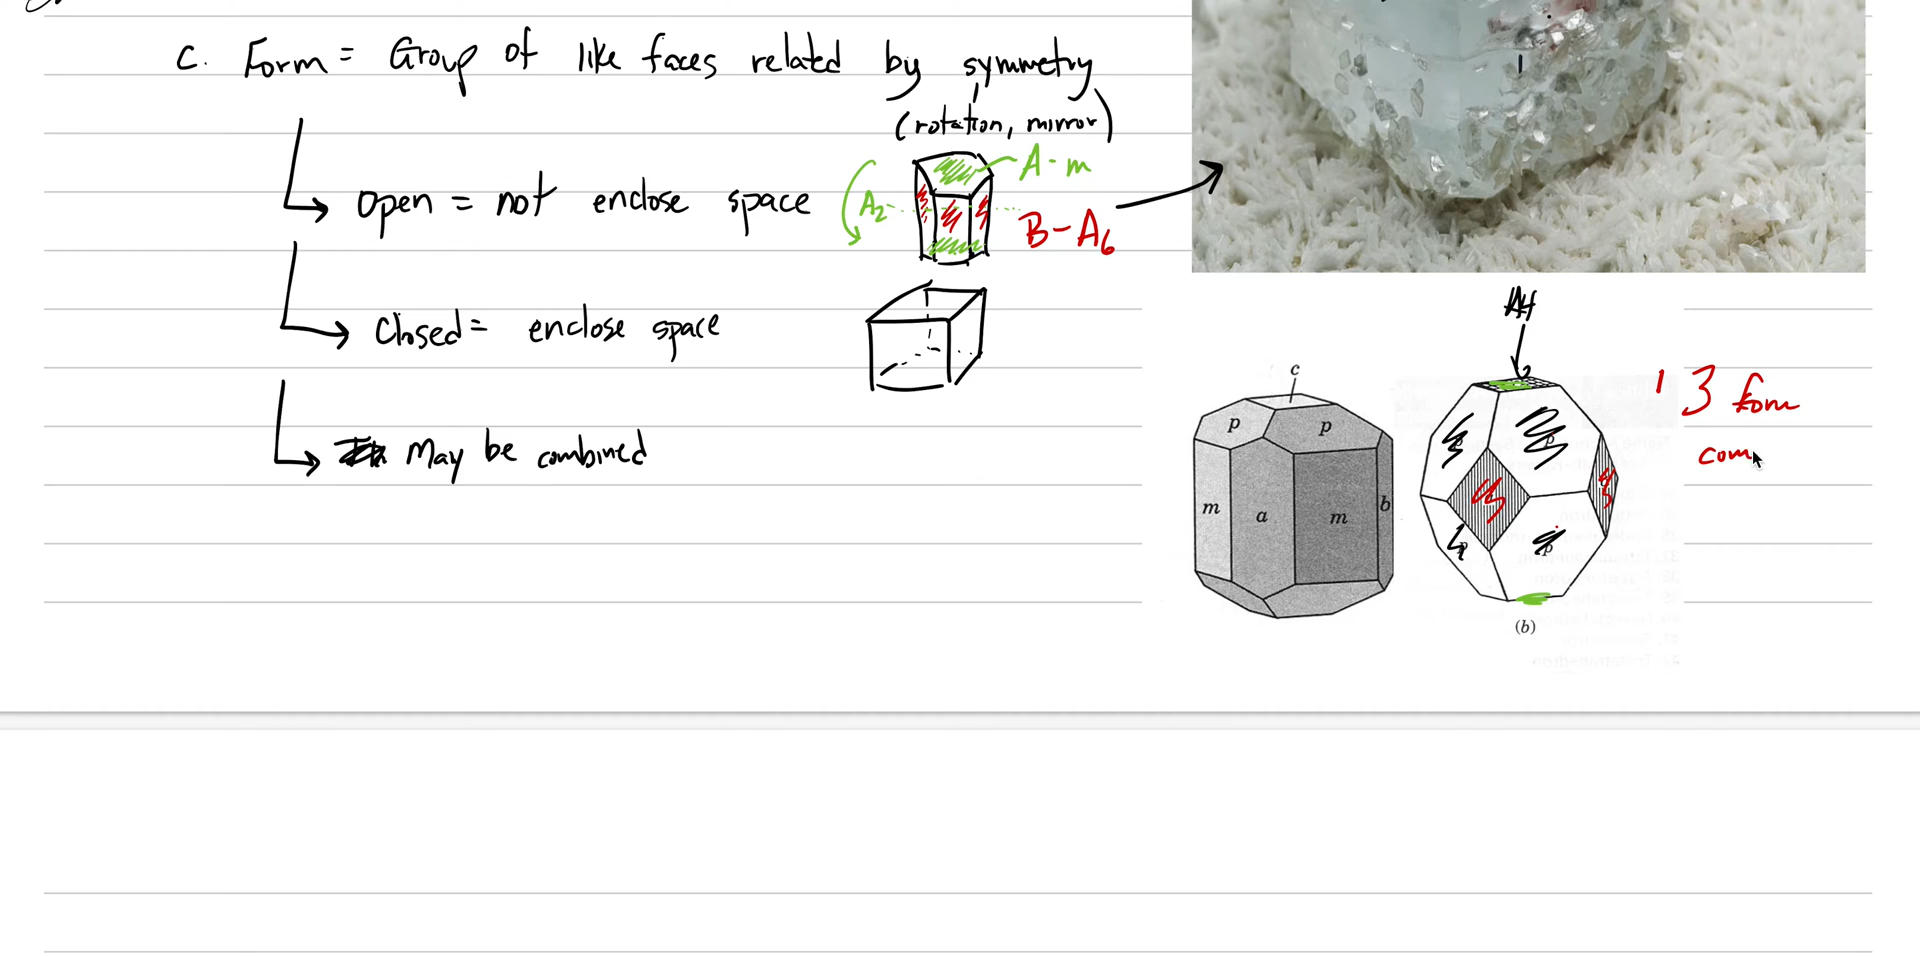 c. Form = Group of like faces related by symmetry
(rotation, mirror)
A - m
Open = not enclose space
A2
B - A6
Closed = enclose space
A4
c
3 form
p
p
p
p
May be combined
com
m
a
m
b
p
p
(b)